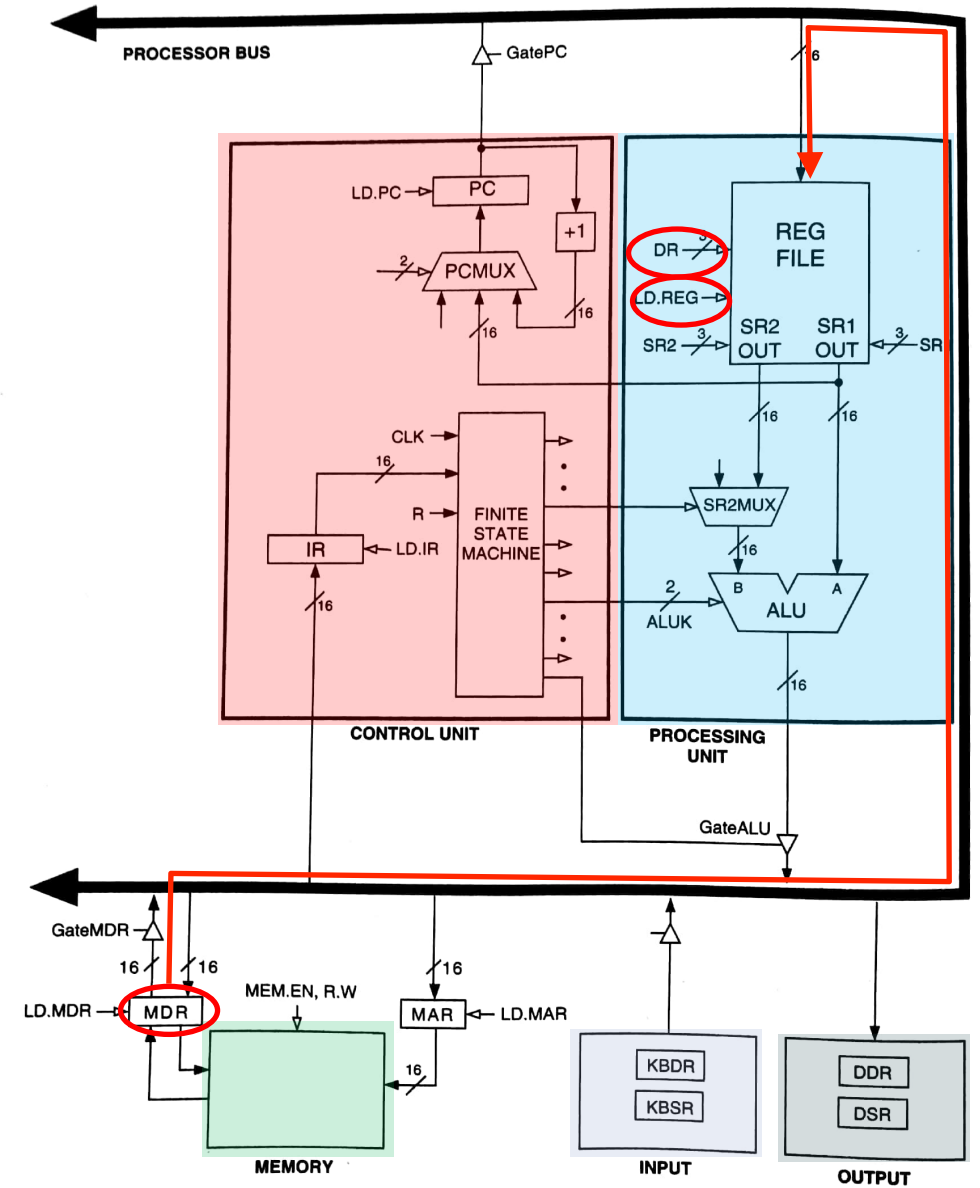 PROCESSOR BUS
GatePC
16
LD.PC
PC
+1
2
PCMUX
16
16
DR
3
LD.REG
REG
FILE
SR2
3
SR2
OUT
SR1
OUT
3
SR
16
16
CLK
16
R
FINITE
STATE
MACHINE
IR
LD.IR
16
SR2MUX
16
B
A
ALU
2
ALUK
16
CONTROL UNIT
PROCESSING
UNIT
GateALU
GateMDR
16
16
16
LD.MDR
MDR
MEM.EN, R.W
MAR
LD.MAR
16
KBDR
KBSR
DDR
DSR
MEMORY
INPUT
OUTPUT